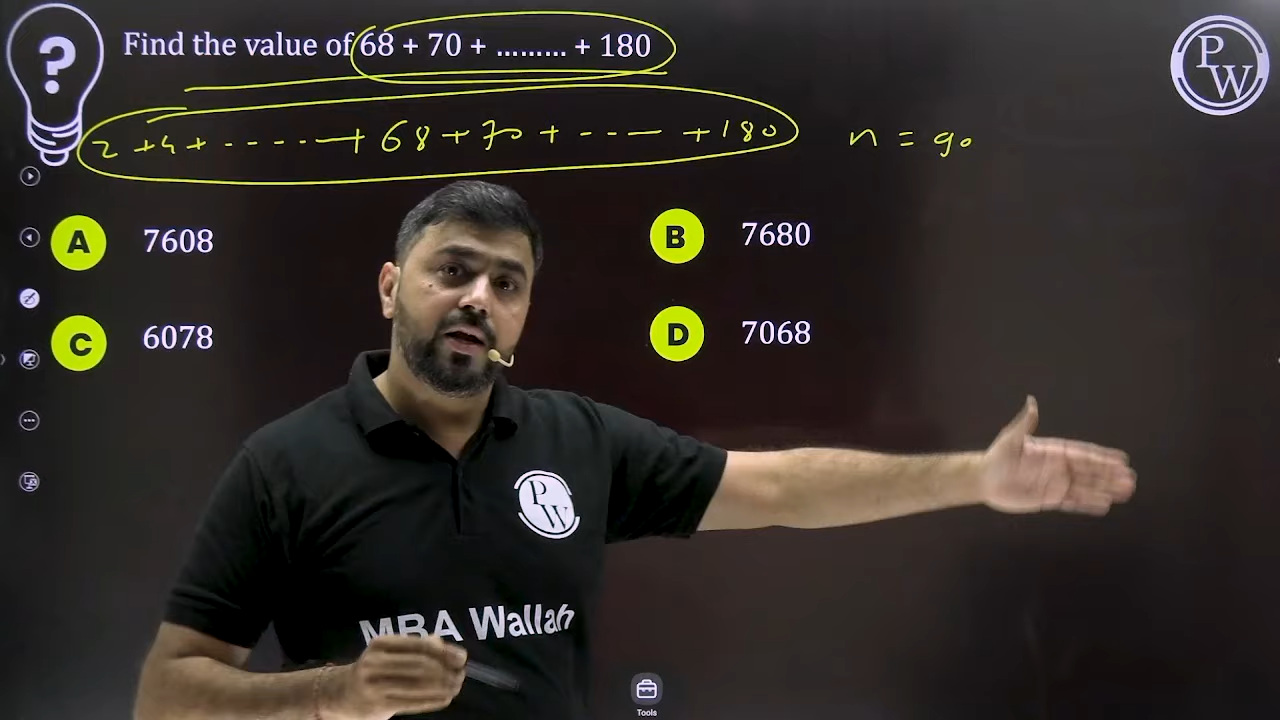 Find the value of 68 + 70 + ……… + 180
PW
2 + 4 + - - - - - + 68 + 70 + - - - - + 180
n = 90
A 7608
B 7680
C 6078
D 7068
PW
MBA Wallah
Tools